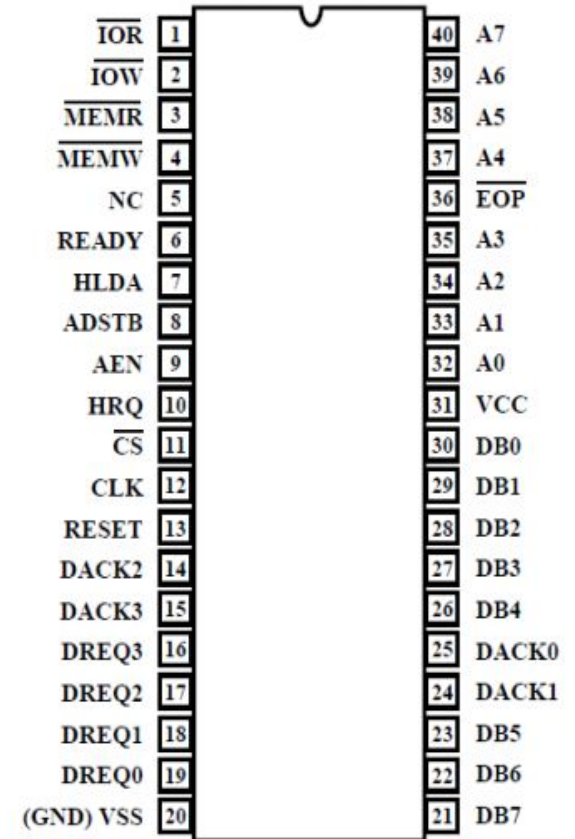 IOR 1 40 A7
IOW 2 39 A6
MEMR 3 38 A5
MEMW 4 37 A4
NC 5 36 EOP
READY 6 35 A3
HLDA 7 34 A2
ADSTB 8 33 A1
AEN 9 32 A0
HRQ 10 31 VCC
CS 11 30 DB0
CLK 12 29 DB1
RESET 13 28 DB2
DACK2 14 27 DB3
DACK3 15 26 DB4
DREQ3 16 25 DACK0
DREQ2 17 24 DACK1
DREQ1 18 23 DB5
DREQ0 19 22 DB6
(GND) VSS 20 21 DB7